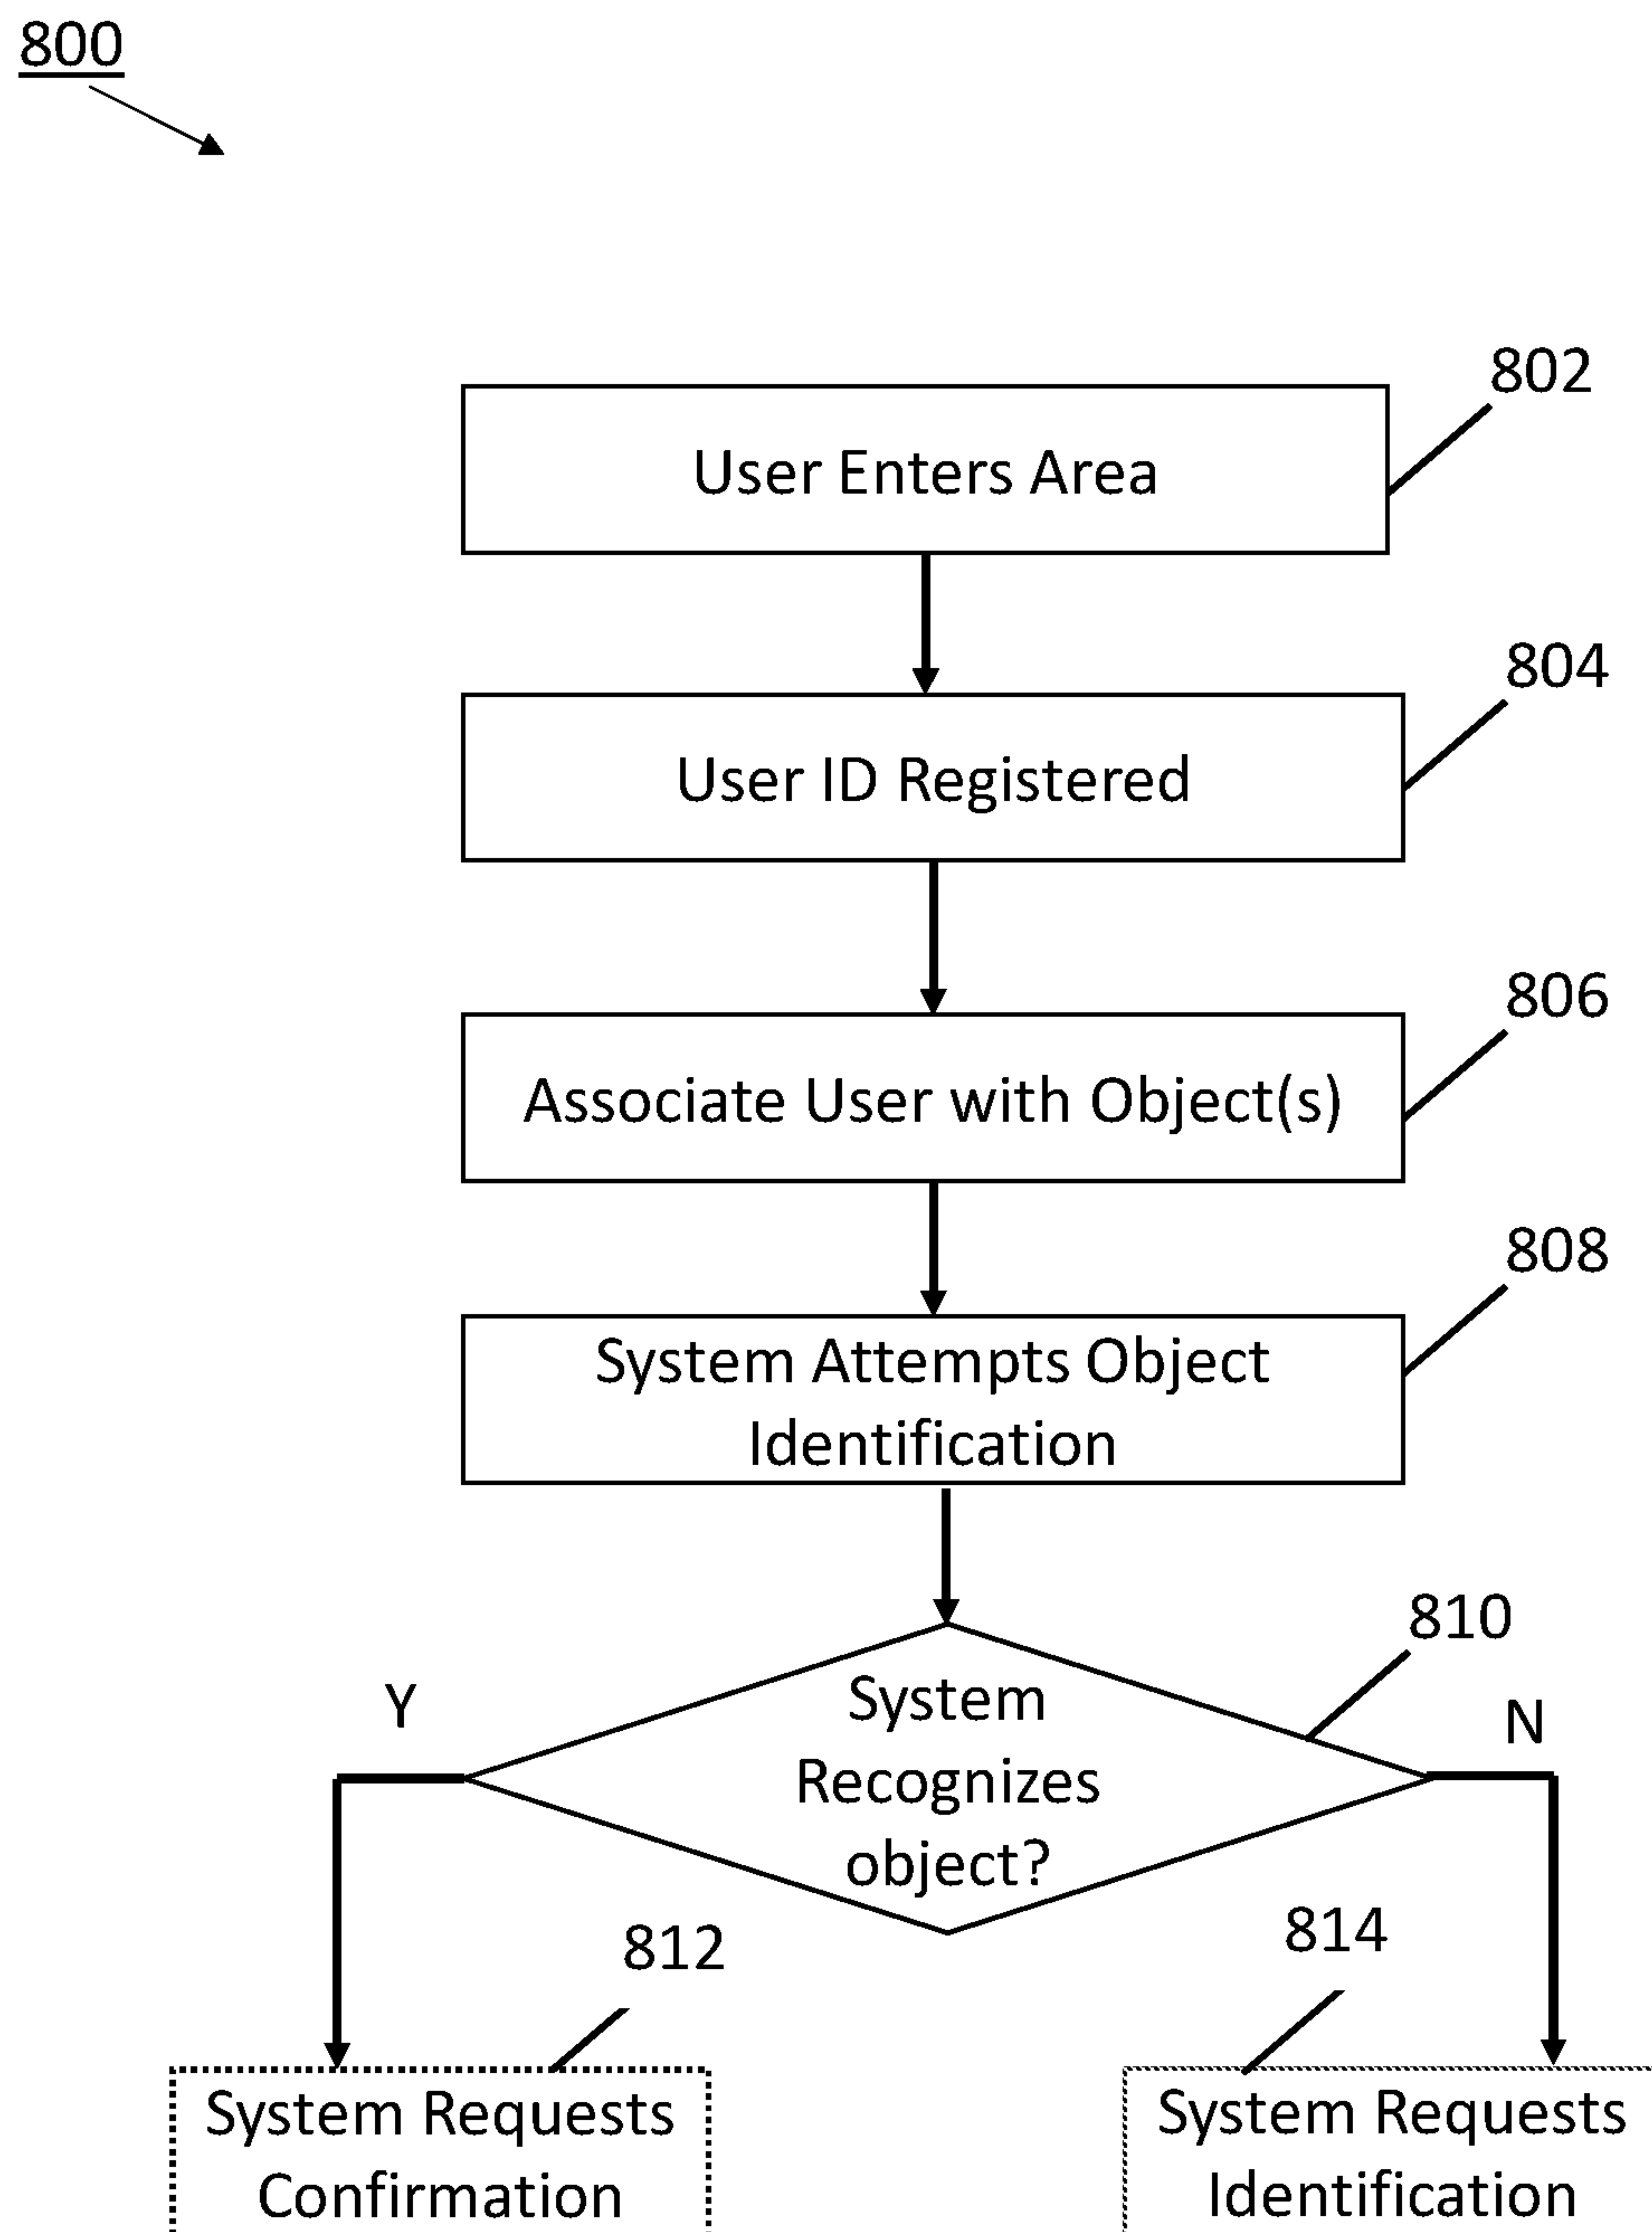 800
802
User Enters Area
804
User ID Registered
806
Associate User with Object(s)
808
System Attempts Object
Identification
810
Y
N
System
Recognizes
object?
812
814
System Requests
Confirmation
System Requests
Identification